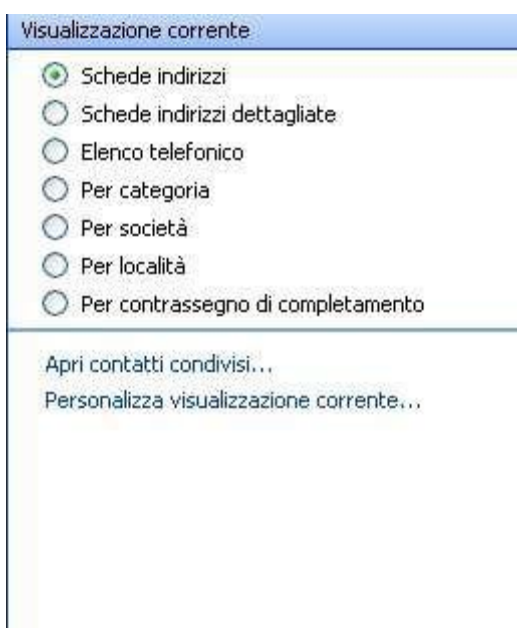 Visualizzazione corrente
Schede indirizzi
Schede indirizzi dettagliate
Elenco telefonico
Per categoria
Per società
Per località
Per contrassegno di completamento
Apri contatti condivisi...
Personalizza visualizzazione corrente...